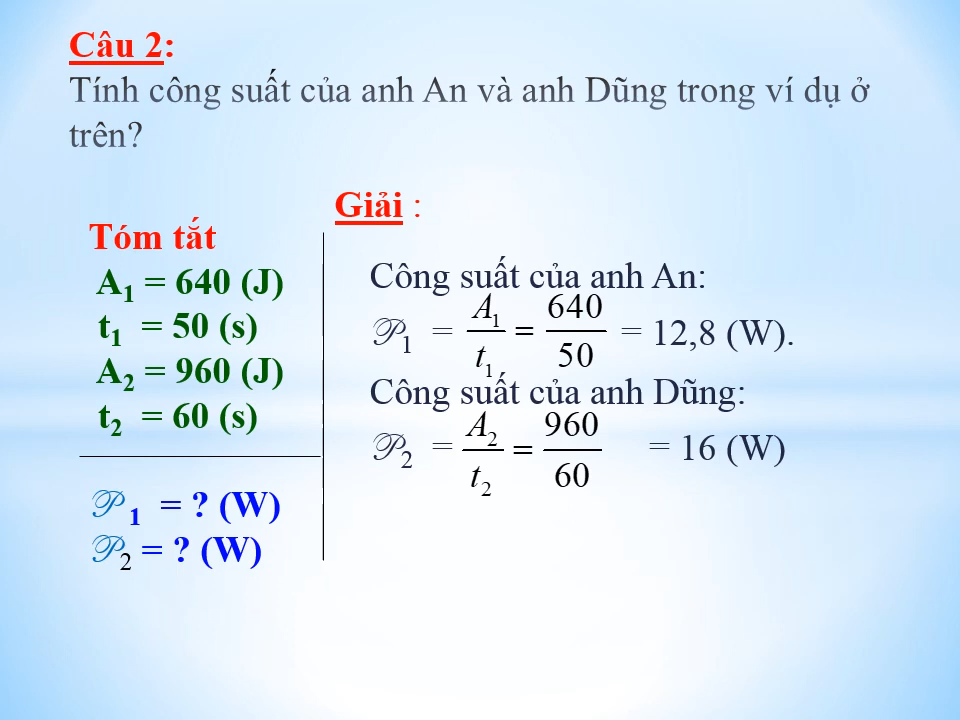 Câu 2:
Tính công suất của anh An và anh Dũng trong ví dụ ở
trên?
Giải :
Tóm tắt
A₁ = 640 (J)
t₁ = 50 (s)
A₂ = 960 (J)
t₂ = 60 (s)
𝒫₁ = ? (W)
𝒫₂ = ? (W)
Công suất của anh An:
𝒫₁ = A₁/t₁ = 640/50 = 12,8 (W).
Công suất của anh Dũng:
𝒫₂ = A₂/t₂ = 960/60 = 16 (W)